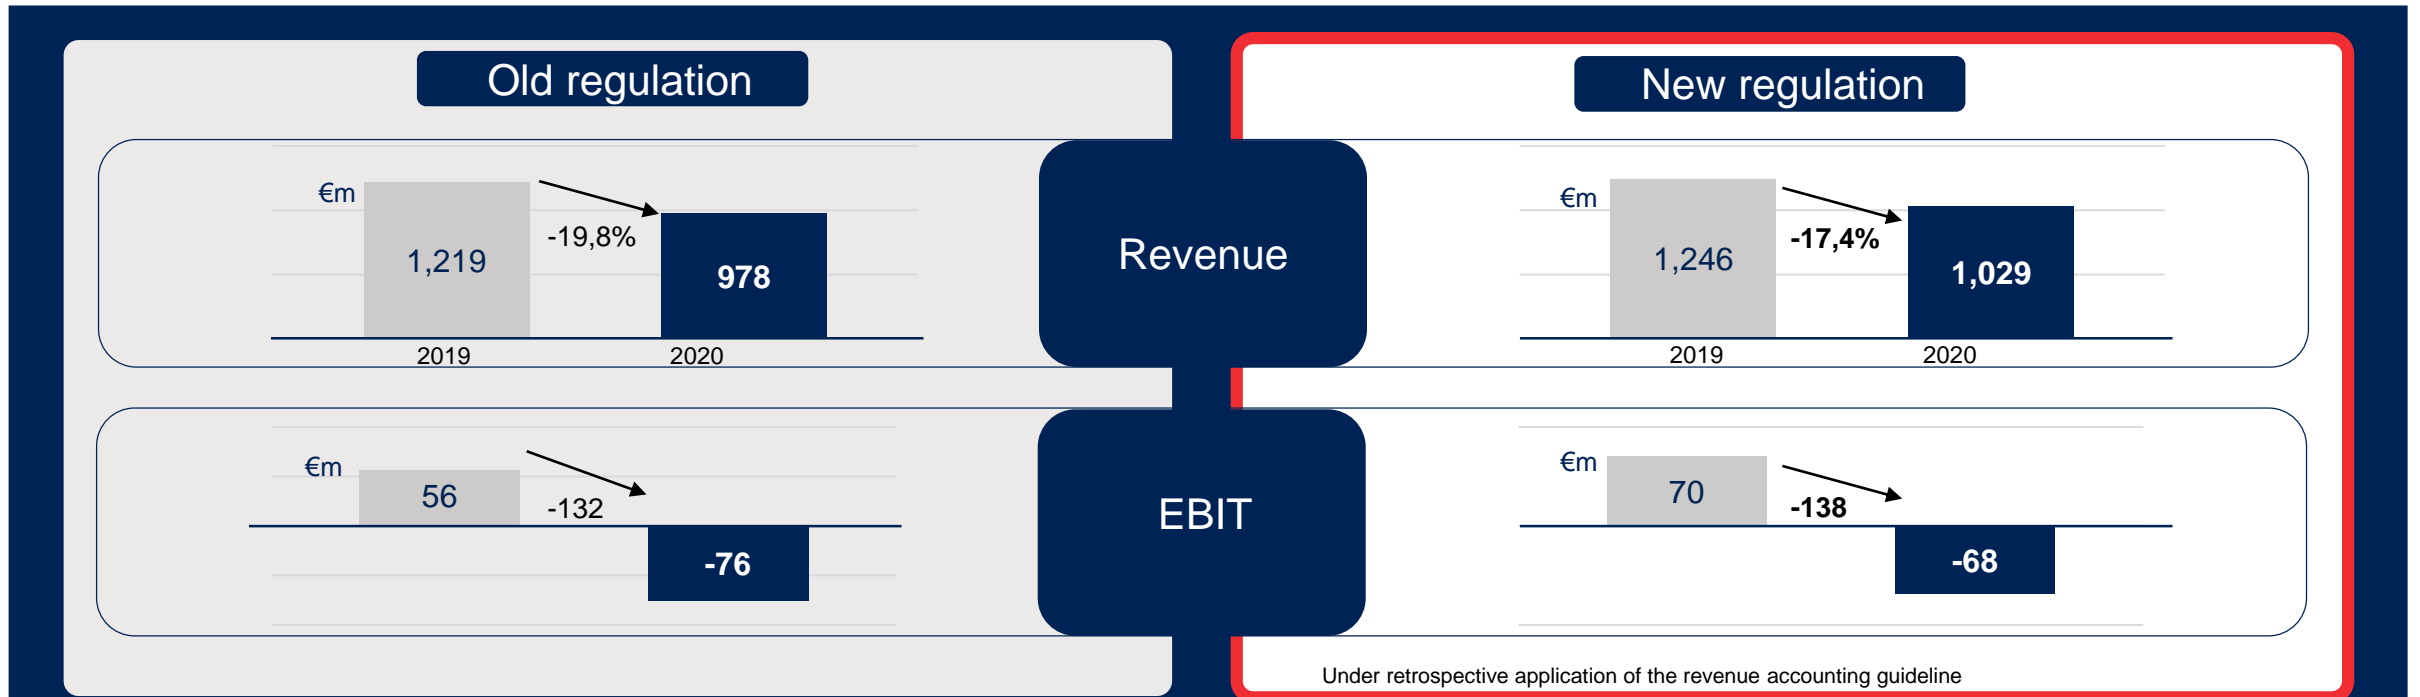 Old regulation
€m
1,219
-19,8%
978
2019
2020
Revenue
€m
56
-132
-76
EBIT
New regulation
€m
1,246
-17,4%
1,029
2019
2020
€m
70
-138
-68
Under retrospective application of the revenue accounting guideline